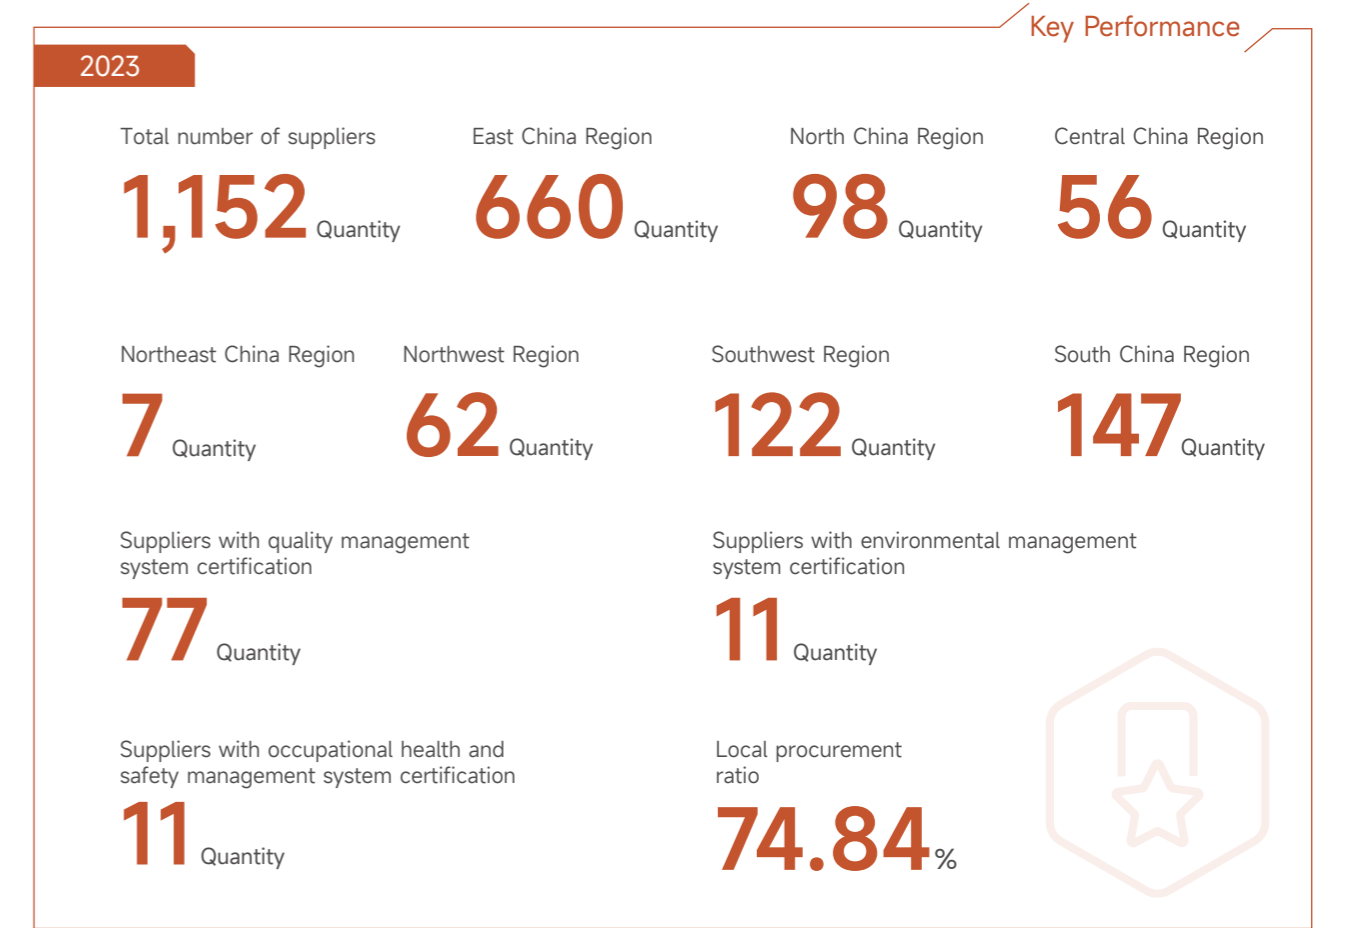 Key Performance
2023
Total number of suppliers
1,152 Quantity
East China Region
660 Quantity
North China Region
98 Quantity
Central China Region
56 Quantity
Northeast China Region
7 Quantity
Northwest Region
62 Quantity
Southwest Region
122 Quantity
South China Region
147 Quantity
Suppliers with quality management
system certification
77 Quantity
Suppliers with environmental management
system certification
11 Quantity
Suppliers with occupational health and
safety management system certification
11 Quantity
Local procurement
ratio
74.84%